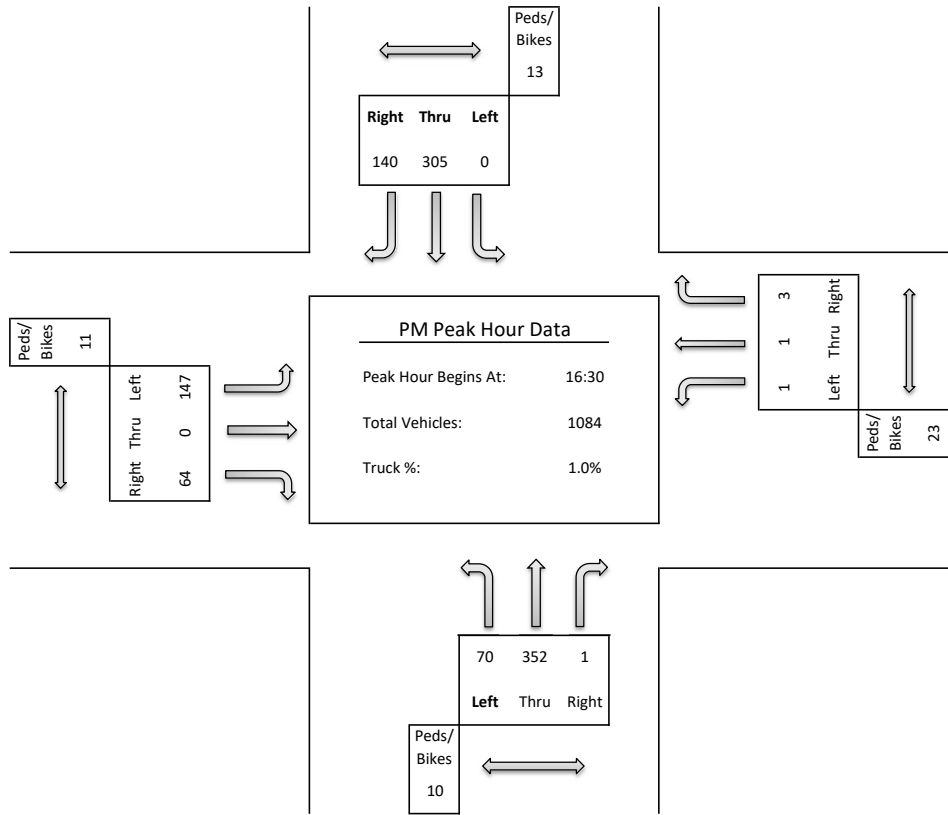 Peds/
Bikes
13
Right Thru Left
140 305 0
Peds/
Bikes
11
Left 147
Thru 0
Right 64
PM Peak Hour Data
Peak Hour Begins At: 16:30
Total Vehicles: 1084
Truck %: 1.0%
3 Right
1 Thru
1 Left
Peds/
Bikes
23
70 352 1
Left Thru Right
Peds/
Bikes
10